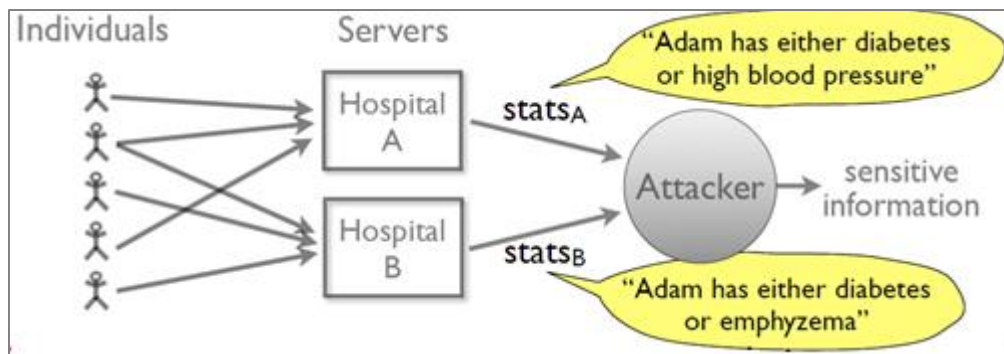 Individuals
Servers
Hospital
A
Hospital
B
statsA
statsB
“Adam has either diabetes
or high blood pressure”
Attacker
sensitive
information
“Adam has either diabetes
or emphyzema”